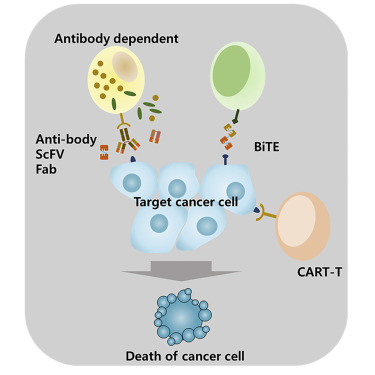 Antibody dependent
Anti-body
ScFV
Fab
BiTE
Target cancer cell
CART-T
Death of cancer cell